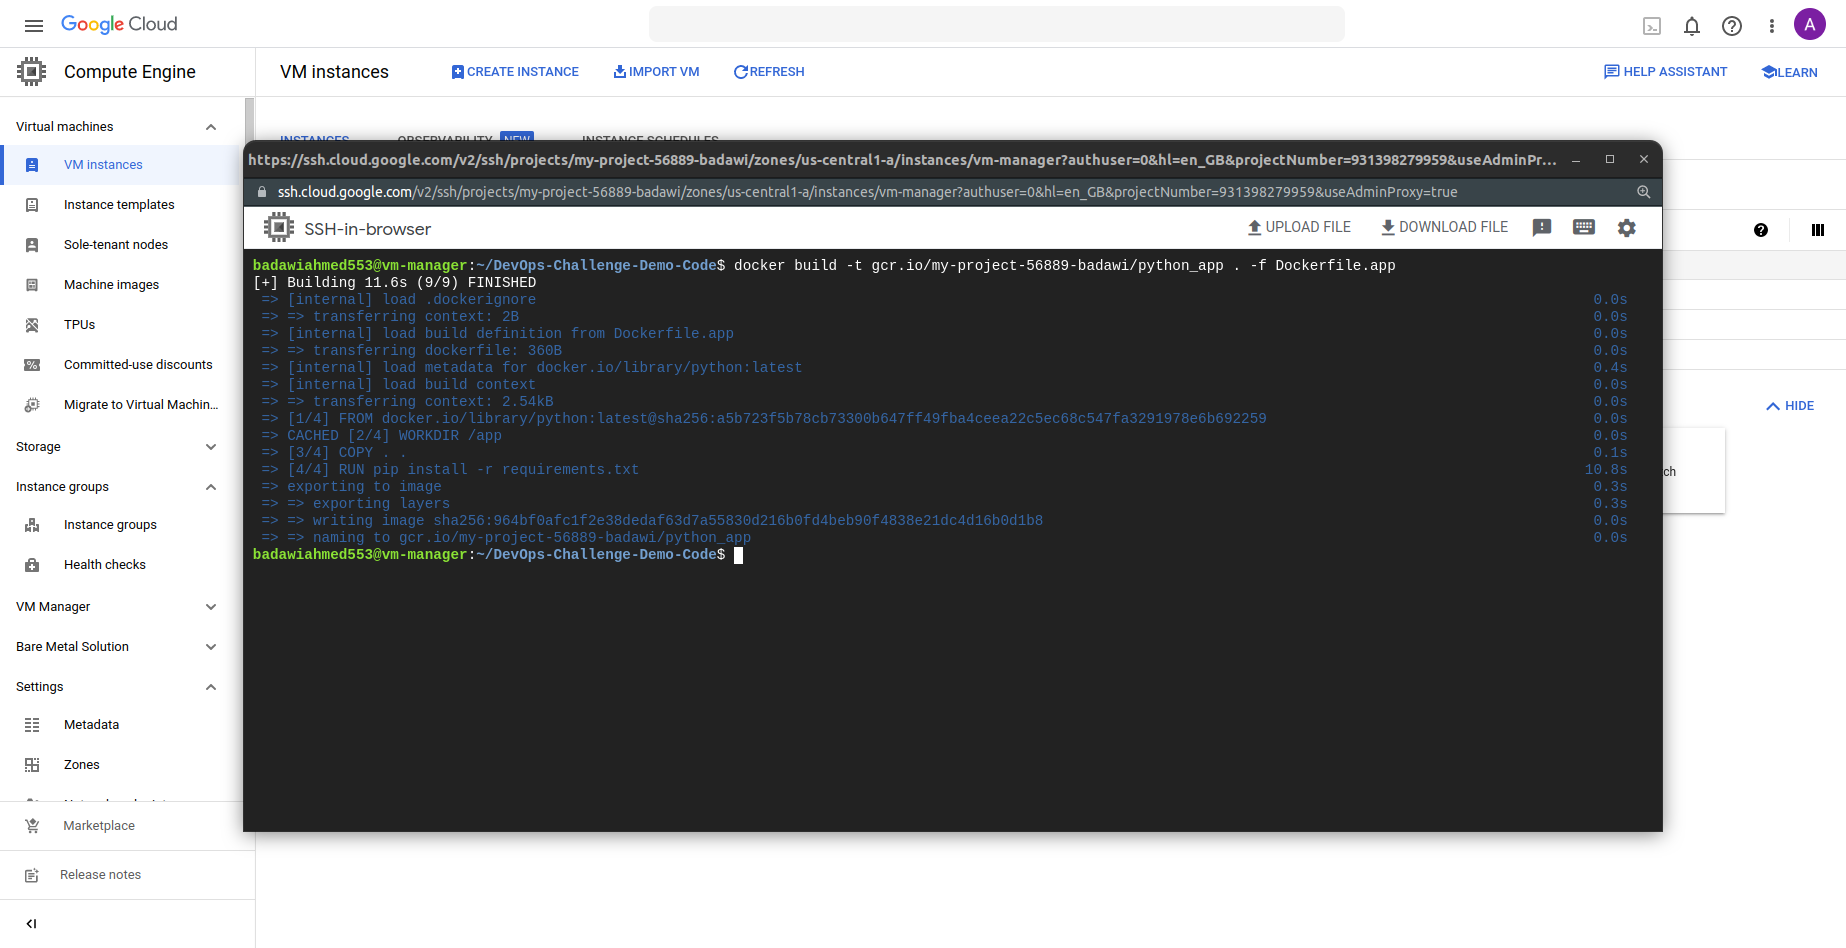 Google Cloud
A
Compute Engine
VM instances
CREATE INSTANCE
IMPORT VM
REFRESH
HELP ASSISTANT
LEARN
Virtual machines
VM instances
Instance templates
Sole-tenant nodes
Machine images
TPUs
Committed-use discounts
Migrate to Virtual Machin...
Storage
Instance groups
Instance groups
Health checks
VM Manager
Bare Metal Solution
Settings
Metadata
Zones
Marketplace
Release notes
INSTANCES OBSERVABILITY NEW INSTANCE SCHEDULES
https://ssh.cloud.google.com/v2/ssh/projects/my-project-56889-badawi/zones/us-central1-a/instances/vm-manager?authuser=0&hl=en_GB&projectNumber=931398279959&useAdminPr...
ssh.cloud.google.com/v2/ssh/projects/my-project-56889-badawi/zones/us-central1-a/instances/vm-manager?authuser=0&hl=en_GB&projectNumber=931398279959&useAdminProxy=true
SSH-in-browser
UPLOAD FILE
DOWNLOAD FILE
badawiahmed553@vm-manager:~/DevOps-Challenge-Demo-Code$ docker build -t gcr.io/my-project-56889-badawi/python_app . -f Dockerfile.app
[+] Building 11.6s (9/9) FINISHED
=> [internal] load .dockerignore 0.0s
=> => transferring context: 2B 0.0s
=> [internal] load build definition from Dockerfile.app 0.0s
=> => transferring dockerfile: 360B 0.0s
=> [internal] load metadata for docker.io/library/python:latest 0.4s
=> [internal] load build context 0.0s
=> => transferring context: 2.54kB 0.0s
=> [1/4] FROM docker.io/library/python:latest@sha256:a5b723f5b78cb73300b647ff49fba4ceea22c5ec68c547fa3291978e6b692259 0.0s
=> CACHED [2/4] WORKDIR /app 0.0s
=> [3/4] COPY . . 0.1s
=> [4/4] RUN pip install -r requirements.txt 10.8s
=> exporting to image 0.3s
=> => exporting layers 0.3s
=> => writing image sha256:964bf0afc1f2e38dedaf63d7a55830d216b0fd4beb90f4838e21dc4d16b0d1b8 0.0s
=> => naming to gcr.io/my-project-56889-badawi/python_app 0.0s
badawiahmed553@vm-manager:~/DevOps-Challenge-Demo-Code$
HIDE
ch